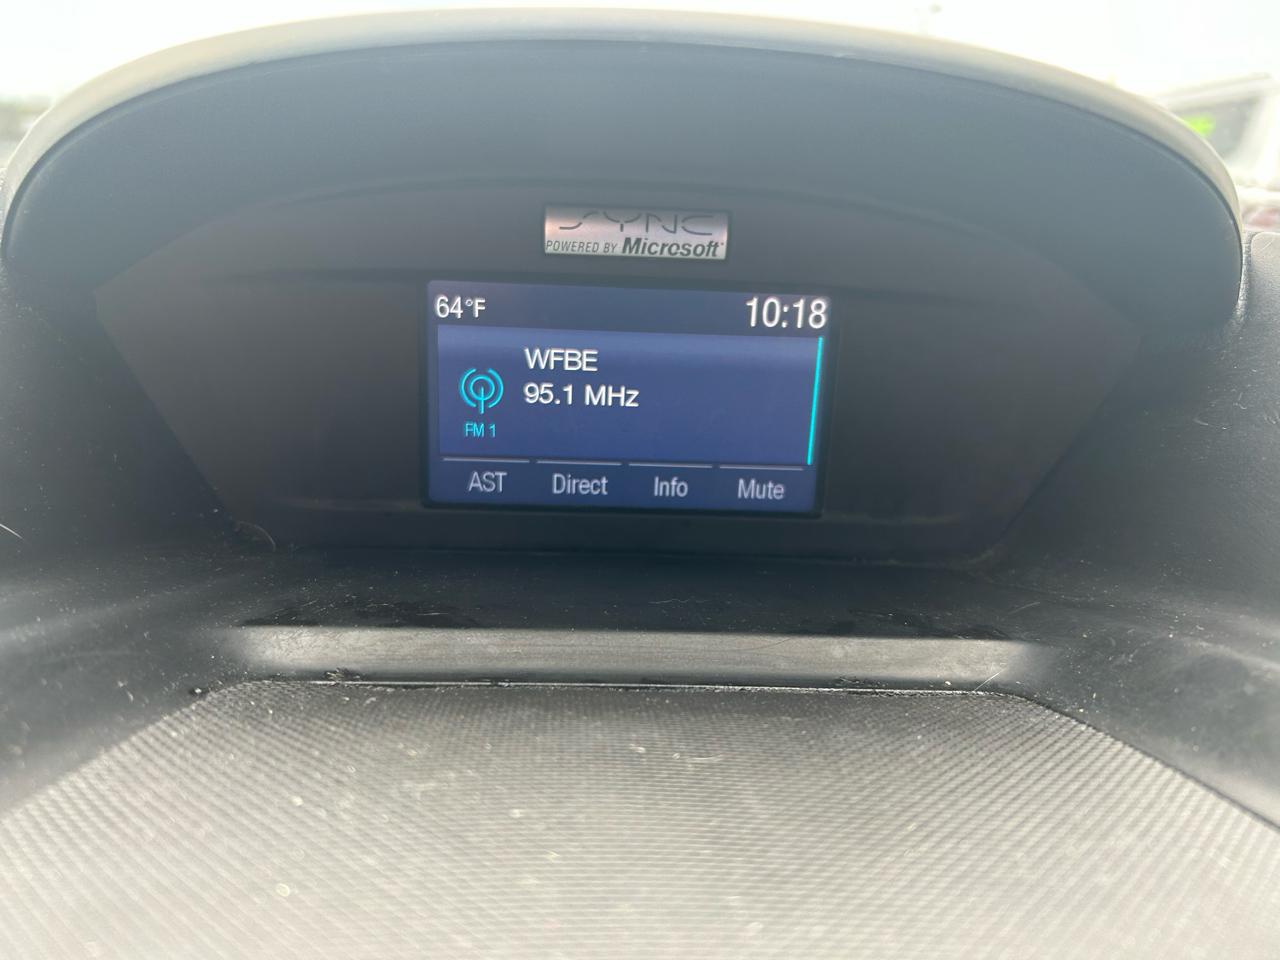 SYNC
POWERED BY Microsoft
64°F 10:18
WFBE
95.1 MHz
FM 1
AST Direct Info Mute